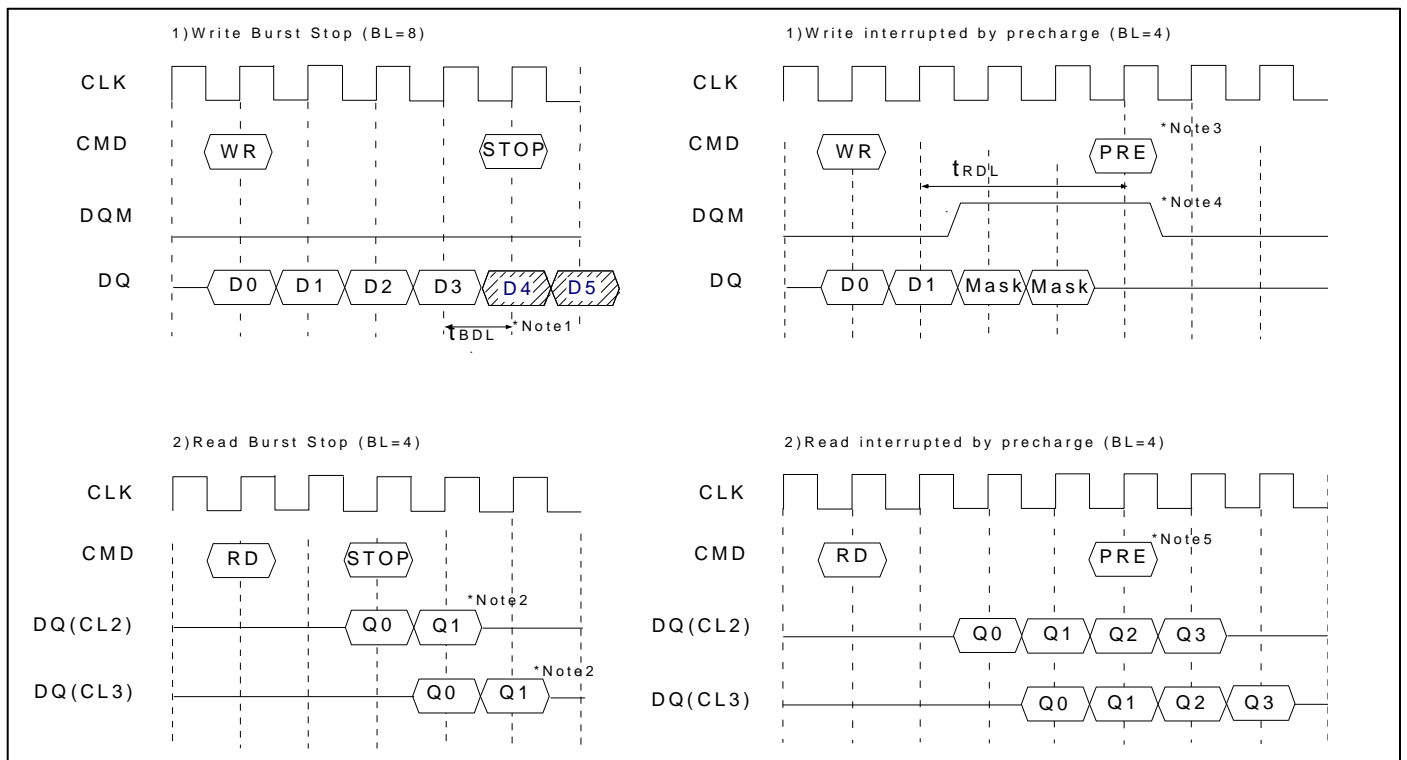 1)Write Burst Stop (BL=8)
CLK
CMD
WR
STOP
DQM
DQ
D0
D1
D2
D3
D4
D5
tBDL
*Note1
1)Write interrupted by precharge (BL=4)
CLK
CMD
WR
PRE
*Note3
tRDL
DQM
*Note4
DQ
D0
D1
Mask
Mask
2)Read Burst Stop (BL=4)
CLK
CMD
RD
STOP
DQ(CL2)
Q0
Q1
*Note2
DQ(CL3)
Q0
Q1
*Note2
2)Read interrupted by precharge (BL=4)
CLK
CMD
RD
PRE
*Note5
DQ(CL2)
Q0
Q1
Q2
Q3
DQ(CL3)
Q0
Q1
Q2
Q3